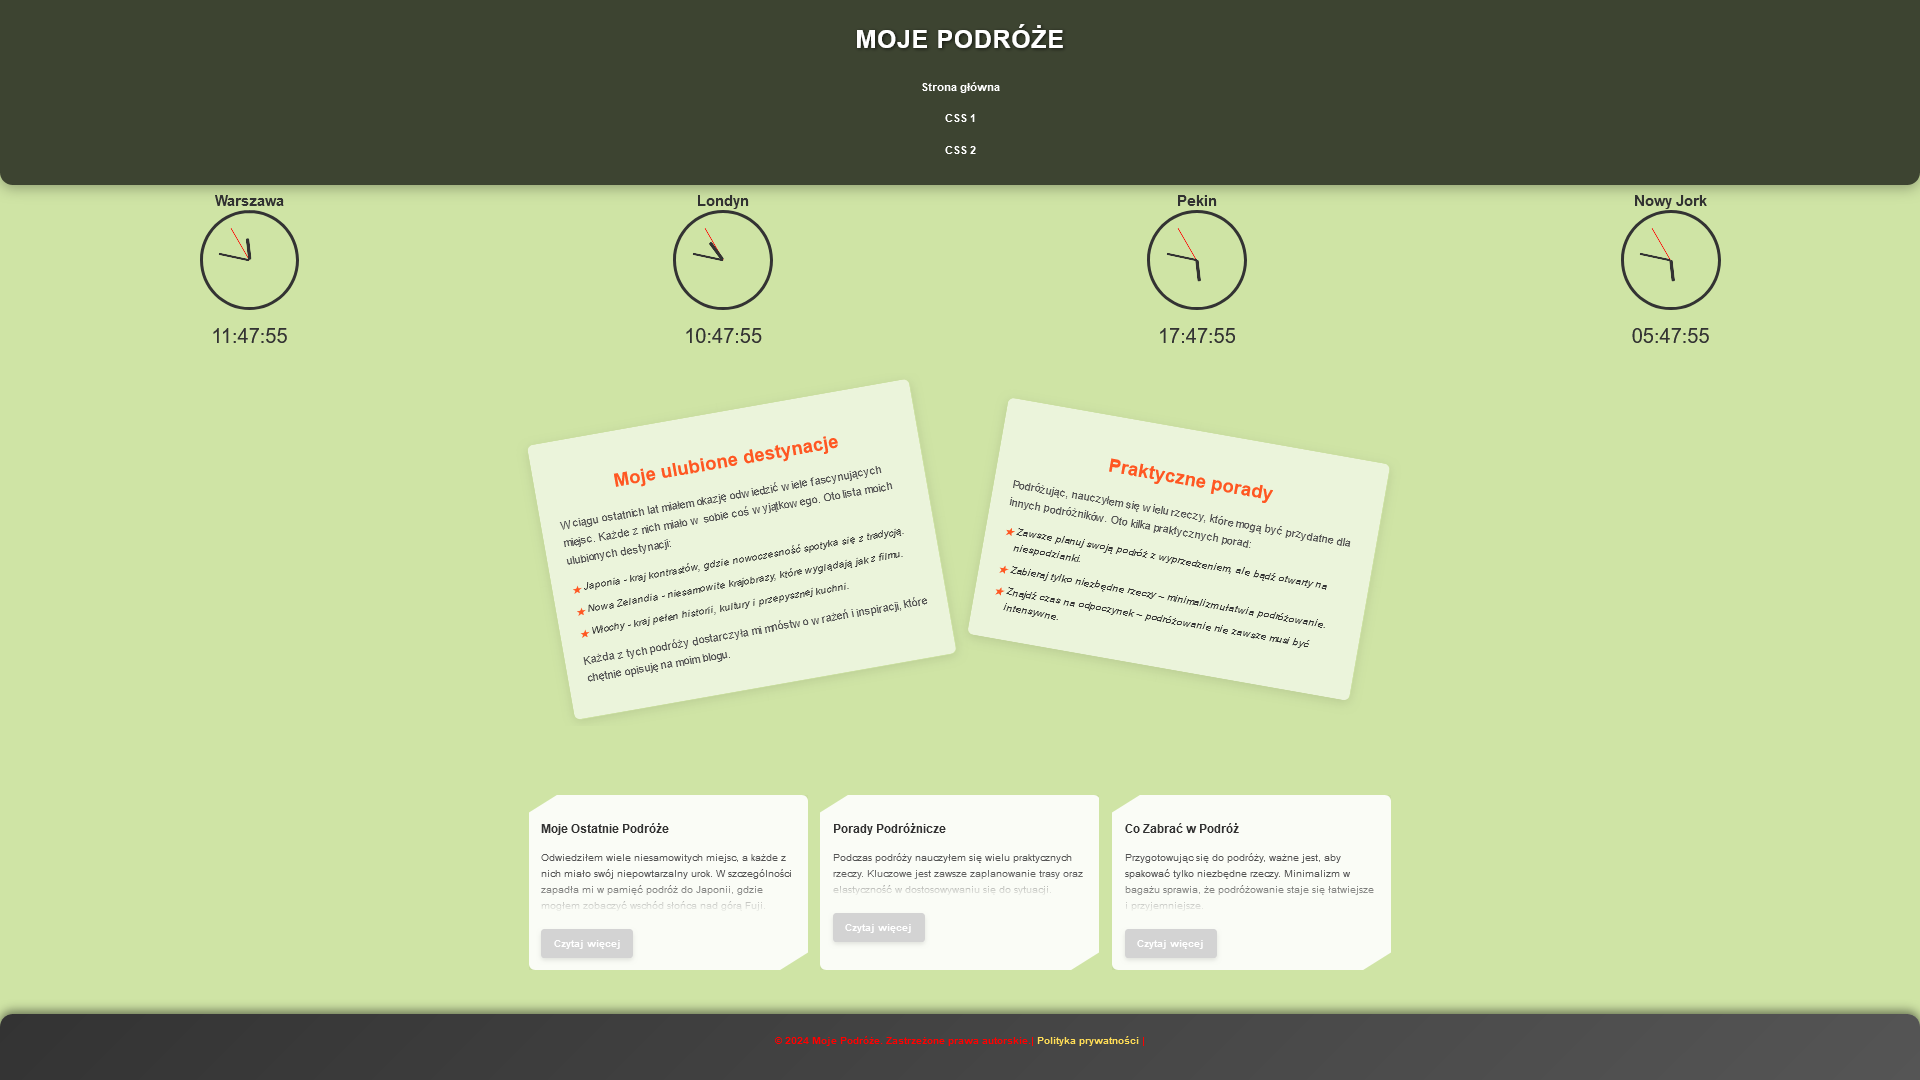 MOJE PODRÓŻE
Strona główna
CSS 1
CSS 2
Warszawa
Londyn
Pekin
Nowy Jork
11:47:55
10:47:55
17:47:55
05:47:55
Moje ulubione destynacje
W ciągu ostatnich lat miałem okazję odwiedzić wiele fascynujących
miejsc. Każde z nich miało w sobie coś wyjątkowego. Oto lista moich
ulubionych destynacji:
★ Japonia - kraj kontrastów, gdzie nowoczesność spotyka się z tradycją.
★ Nowa Zelandia - niesamowite krajobrazy, które wyglądają jak z filmu.
★ Włochy - kraj pełen historii, kultury i przepysznej kuchni.
Każda z tych podróży dostarczyła mi mnóstwo wrażeń i inspiracji, które
chętnie opisuję na moim blogu.
Praktyczne porady
Podróżując, nauczyłem się wielu rzeczy, które mogą być przydatne dla
innych podróżników. Oto kilka praktycznych porad:
★ Zawsze planuj swoją podróż z wyprzedzeniem, ale bądź otwarty na
niespodzianki.
★ Zabieraj tylko niezbędne rzeczy – minimalizm ułatwia podróżowanie.
★ Znajdź czas na odpoczynek – podróżowanie nie zawsze musi być
intensywne.
Moje Ostatnie Podróże
Odwiedziłem wiele niesamowitych miejsc, a każde z
nich miało swój niepowtarzalny urok. W szczególności
zapadła mi w pamięć podróż do Japonii, gdzie
mogłem zobaczyć wschód słońca nad górą Fuji.
Czytaj więcej
Porady Podróżnicze
Podczas podróży nauczyłem się wielu praktycznych
rzeczy. Kluczowe jest zawsze zaplanowanie trasy oraz
elastyczność w dostosowywaniu się do sytuacji.
Czytaj więcej
Co Zabrać w Podróż
Przygotowując się do podróży, ważne jest, aby
spakować tylko niezbędne rzeczy. Minimalizm w
bagażu sprawia, że podróżowanie staje się łatwiejsze
i przyjemniejsze.
Czytaj więcej
© 2024 Moje Podróże. Zastrzeżone prawa autorskie | Polityka prywatności